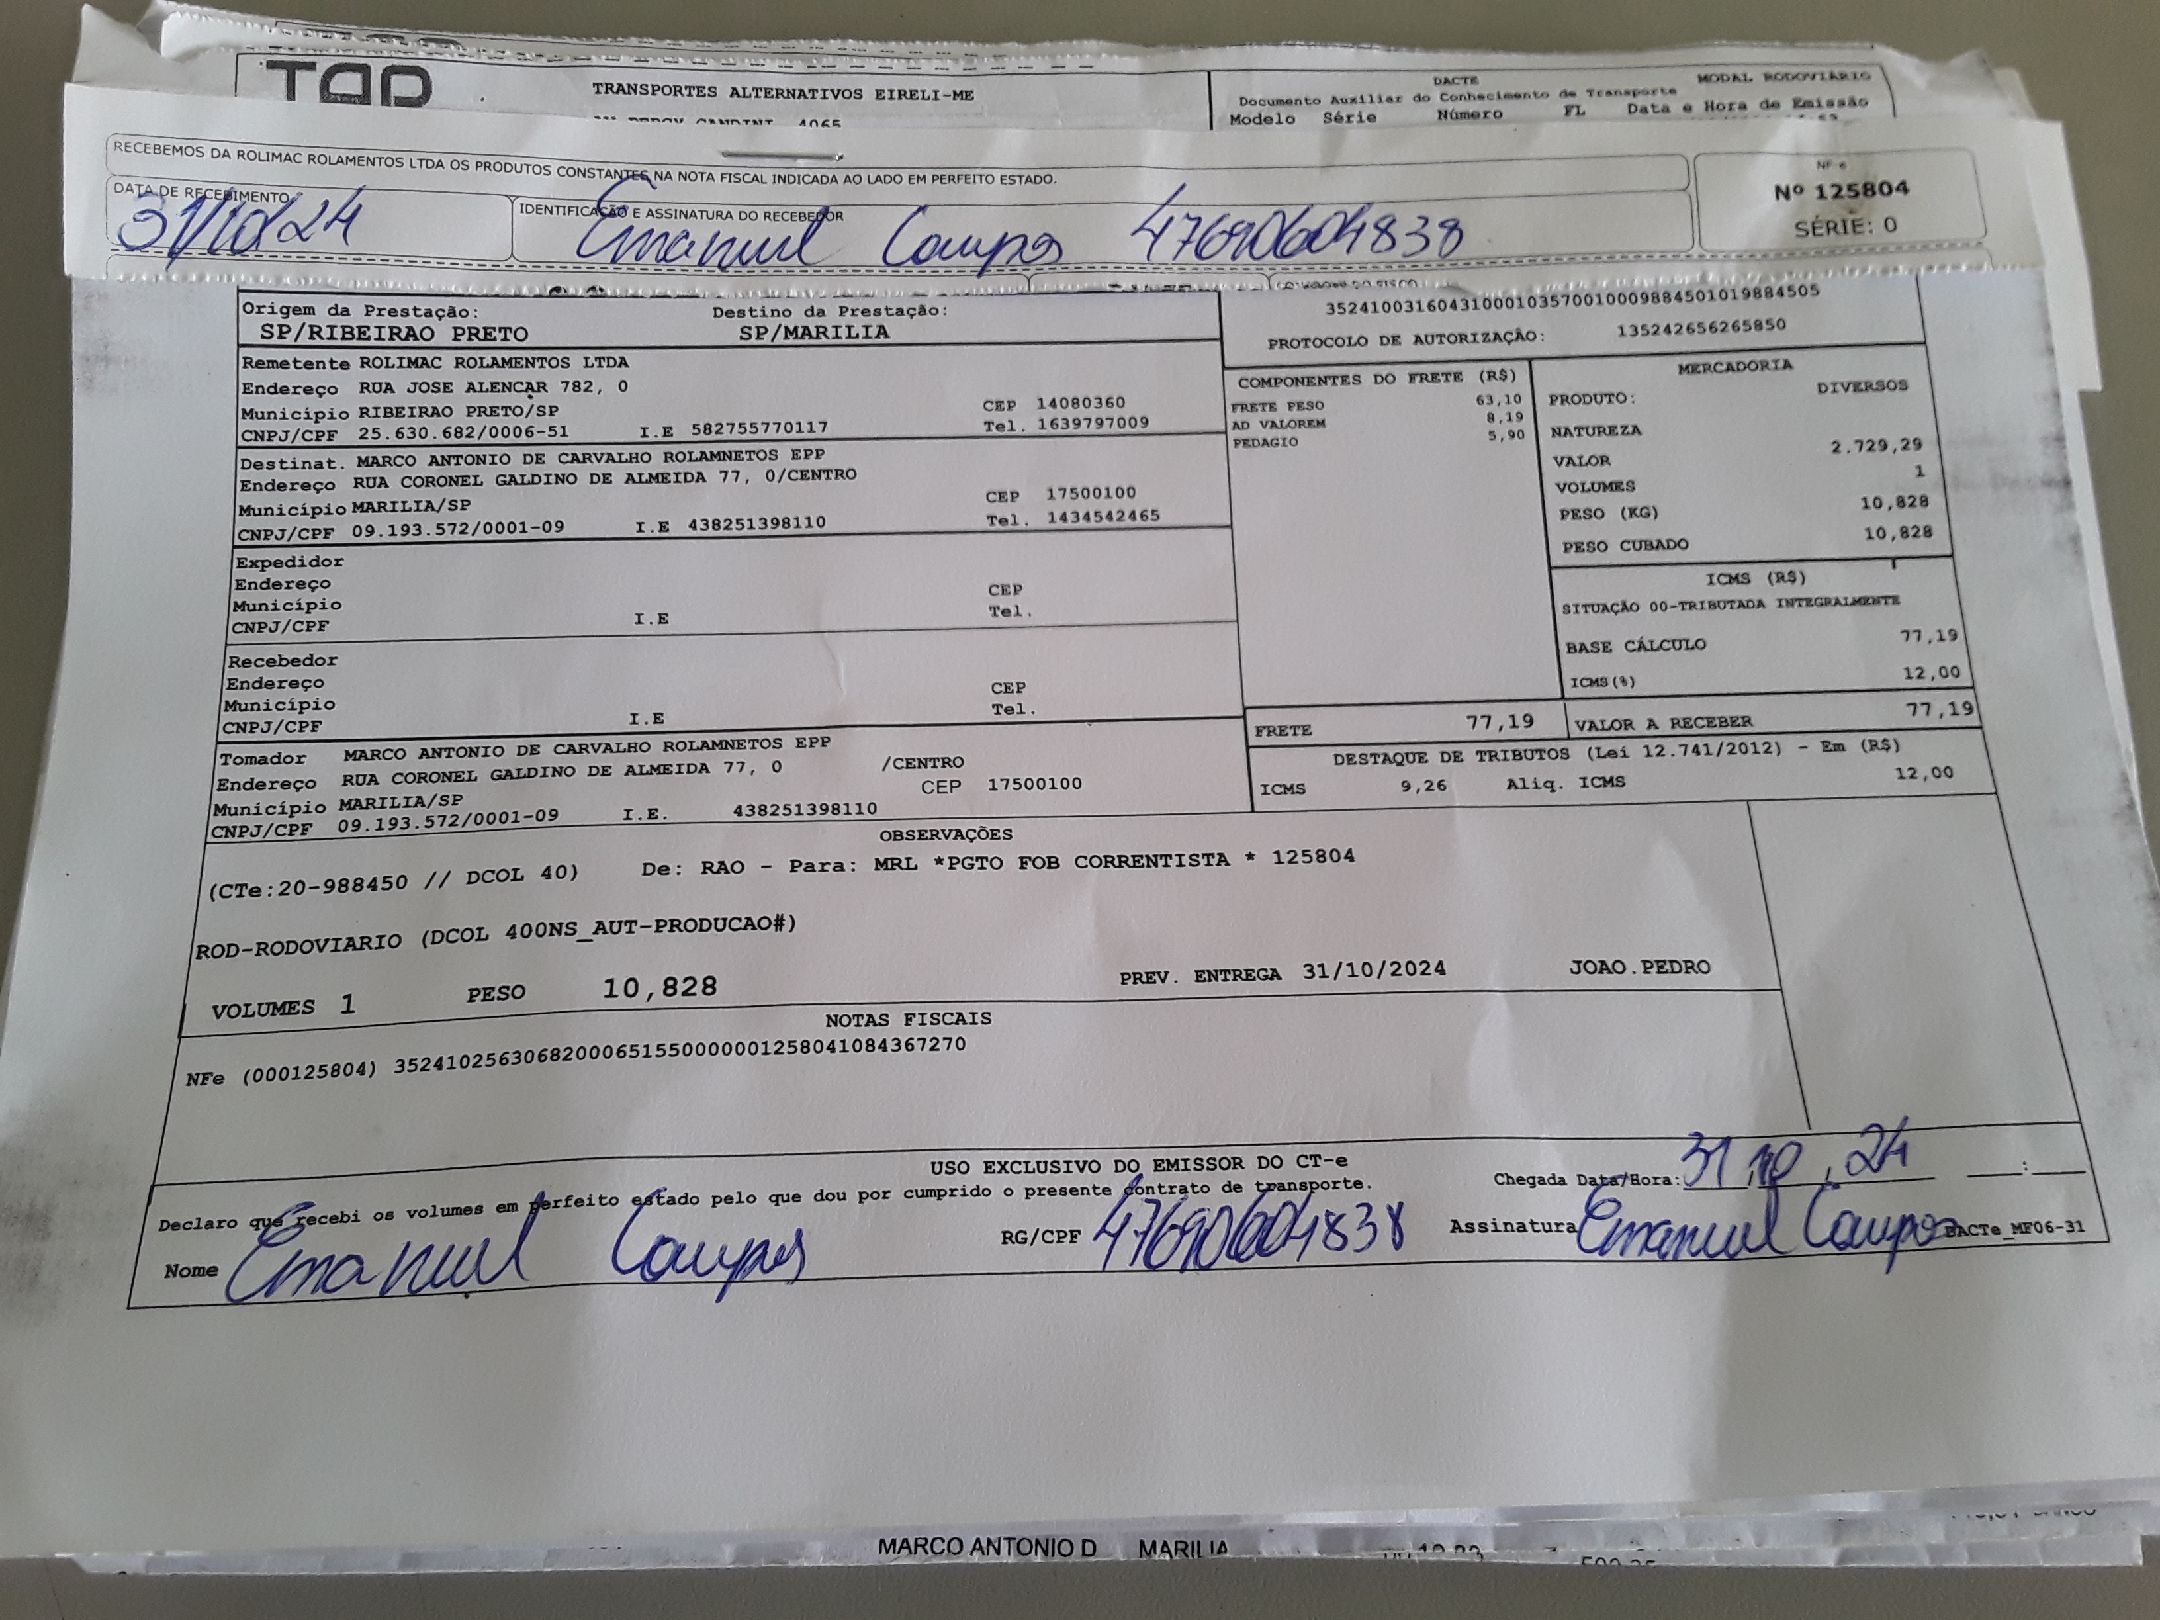 TRANSPORTES ALTERNATIVOS EIRELI-ME
DACTE MODAL RODOVIÁRIO
Documento Auxiliar do Conhecimento de Transporte
Modelo Série Número FL Data e Hora de Emissão
4065
RECEBEMOS DA ROLIMAC ROLAMENTOS LTDA OS PRODUTOS CONSTANTES NA NOTA FISCAL INDICADA AO LADO EM PERFEITO ESTADO.
NF-e
Nº 125804
SÉRIE: 0
DATA DE RECEBIMENTO
31/10/24
IDENTIFICAÇÃO E ASSINATURA DO RECEBEDOR
Emanuel Campos 47690604838
35241003160431000103570010009884501019884505
PROTOCOLO DE AUTORIZAÇÂO: 135242656265850
Origem da Prestação: Destino da Prestação:
SP/RIBEIRAO PRETO SP/MARILIA
Remetente ROLIMAC ROLAMENTOS LTDA
Endereço RUA JOSE ALENCAR 782, 0
Município RIBEIRAO PRETO/SP CEP 14080360
CNPJ/CPF 25.630.682/0006-51 I.E 582755770117 Tel. 1639797009
Destinat. MARCO ANTONIO DE CARVALHO ROLAMNETOS EPP
Endereço RUA CORONEL GALDINO DE ALMEIDA 77, 0/CENTRO
Município MARILIA/SP CEP 17500100
CNPJ/CPF 09.193.572/0001-09 I.E 438251398110 Tel. 1434542465
Expedidor
Endereço CEP
Município Tel.
CNPJ/CPF I.E
Recebedor
Endereço CEP
Município Tel.
CNPJ/CPF I.E
Tomador MARCO ANTONIO DE CARVALHO ROLAMNETOS EPP
Endereço RUA CORONEL GALDINO DE ALMEIDA 77, 0 /CENTRO
Município MARILIA/SP CEP 17500100
CNPJ/CPF 09.193.572/0001-09 I.E. 438251398110
COMPONENTES DO FRETE (R$)
FRETE PESO 63,10
AD VALOREM 8,19
PEDAGIO 5,90
MERCADORIA
PRODUTO: DIVERSOS
NATUREZA
VALOR 2.729,29
VOLUMES 1
PESO (KG) 10,828
PESO CUBADO 10,828
ICMS (R$)
SITUAÇÃO 00-TRIBUTADA INTEGRALMENTE
BASE CÁLCULO 77,19
ICMS(%) 12,00
FRETE 77,19 VALOR A RECEBER 77,19
DESTAQUE DE TRIBUTOS (Lei 12.741/2012) - Em (R$)
ICMS 9,26 Aliq. ICMS 12,00
OBSERVAÇÕES
(CTe:20-988450 // DCOL 40) De: RAO - Para: MRL *PGTO FOB CORRENTISTA * 125804
ROD-RODOVIARIO (DCOL 400NS_AUT-PRODUCAO#)
VOLUMES 1 PESO 10,828 PREV. ENTREGA 31/10/2024 JOAO.PEDRO
NOTAS FISCAIS
NFe (000125804) 35241025630682000651550000001258041084367270
USO EXCLUSIVO DO EMISSOR DO CT-e
Declaro que recebi os volumes em perfeito estado pelo que dou por cumprido o presente contrato de transporte.
Chegada Data/Hora: 31 10, 24 :
Nome Emanuel Campos RG/CPF 47690604838 Assinatura Emanuel Campos DACTe_MF06-31
MARCO ANTONIO D MARILIA